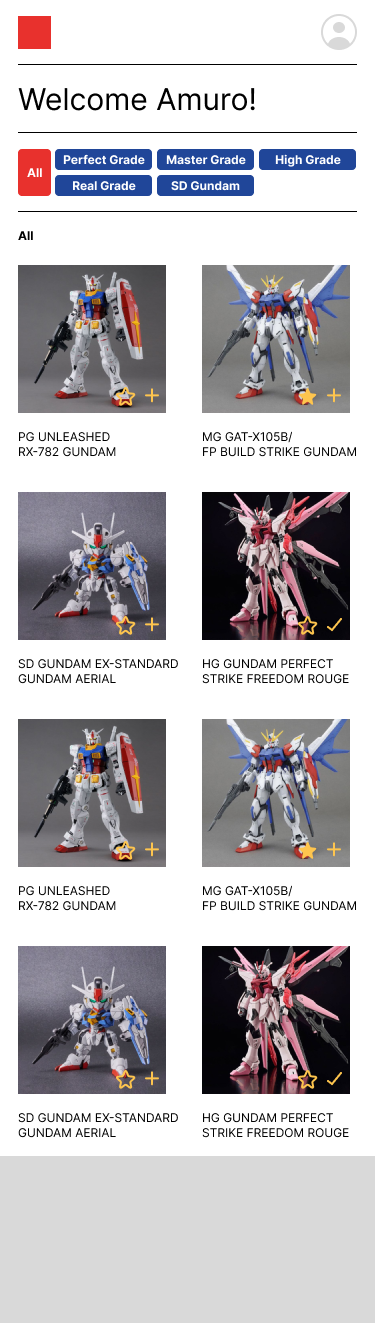 Welcome Amuro!
All
Perfect Grade
Master Grade
High Grade
Real Grade
SD Gundam
All
PG UNLEASHED
RX-782 GUNDAM
MG GAT-X105B/
FP BUILD STRIKE GUNDAM
SD GUNDAM EX-STANDARD
GUNDAM AERIAL
HG GUNDAM PERFECT
STRIKE FREEDOM ROUGE
PG UNLEASHED
RX-782 GUNDAM
MG GAT-X105B/
FP BUILD STRIKE GUNDAM
SD GUNDAM EX-STANDARD
GUNDAM AERIAL
HG GUNDAM PERFECT
STRIKE FREEDOM ROUGE